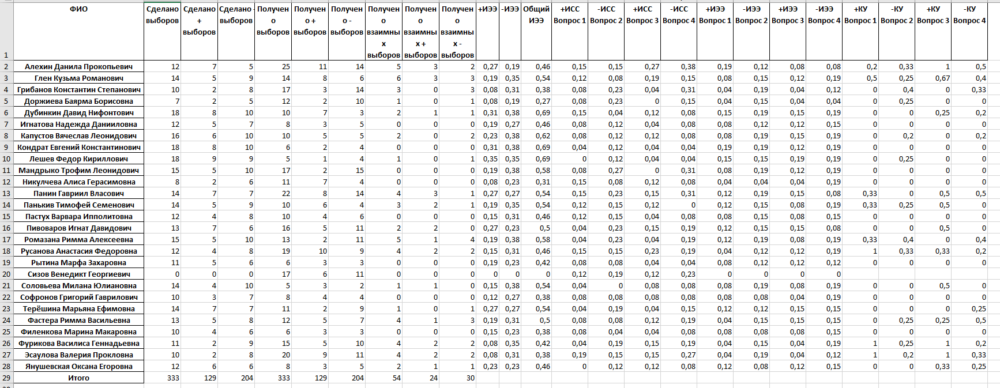 ФИО Сделано выборов Сделано + выборов Сделано - выборов Получено выборов Получено + выборов Получено - выборов Получено взаимных выборов Получено взаимных + выборов Получено взаимных - выборов +ИЭЭ -ИЭЭ Общий ИЭЭ +ИСС Вопрос 1 -ИСС Вопрос 2 +ИСС Вопрос 3 -ИСС Вопрос 4 +ИЭЭ Вопрос 1 -ИЭЭ Вопрос 2 +ИЭЭ Вопрос 3 -ИЭЭ Вопрос 4 +КУ Вопрос 1 -КУ Вопрос 2 +КУ Вопрос 3 -КУ Вопрос 4
1
2 Алехин Данила Прокопьевич 12 7 5 25 11 14 5 3 2 0,27 0,19 0,46 0,15 0,15 0,27 0,38 0,19 0,12 0,08 0,08 0,2 0,33 1 0,5
3 Глен Кузьма Романович 14 5 9 14 8 6 6 3 3 0,19 0,35 0,54 0,12 0,08 0,19 0,15 0,08 0,15 0,12 0,19 0,5 0,25 0,67 0,4
4 Грибанов Константин Степанович 10 2 8 17 3 14 3 0 3 0,08 0,31 0,38 0,08 0,23 0,04 0,31 0,04 0,19 0,04 0,12 0 0,4 0 0,33
5 Доржиева Баярма Борисовна 7 2 5 12 2 10 1 0 1 0,08 0,19 0,27 0,08 0,23 0 0,15 0,04 0,15 0,04 0,04 0 0,25 0 0
6 Дубинкин Давид Нифонтович 18 8 10 10 7 3 2 1 1 0,31 0,38 0,69 0,15 0,04 0,12 0,08 0,15 0,19 0,15 0,19 0 0 0,25 0,2
7 Игнатова Надежда Данииловна 12 5 7 8 3 5 0 0 0 0,19 0,27 0,46 0,08 0,12 0,04 0,08 0,08 0,12 0,12 0,15 0 0 0 0
8 Капустов Вячеслав Леонидович 16 6 10 10 5 5 2 0 2 0,23 0,38 0,62 0,08 0,12 0,12 0,08 0,08 0,19 0,15 0,19 0 0,2 0 0,2
9 Кондрат Евгений Константинович 18 8 10 6 2 4 0 0 0 0,31 0,38 0,69 0,04 0,12 0,04 0,04 0,19 0,19 0,12 0,19 0 0 0 0
10 Лешев Федор Кириллович 18 9 9 5 1 4 1 0 1 0,35 0,35 0,69 0 0,12 0,04 0,04 0,15 0,15 0,19 0,19 0 0,25 0 0
11 Мандрыко Трофим Леонидович 15 5 10 17 2 15 0 0 0 0,19 0,38 0,58 0,08 0,27 0 0,31 0,08 0,19 0,12 0,19 0 0 0 0
12 Никулчева Алиса Герасимовна 8 2 6 11 7 4 0 0 0 0,08 0,23 0,31 0,15 0,08 0,12 0,08 0,04 0,04 0,04 0,19 0 0 0 0
13 Панин Гавриил Власович 14 7 7 22 8 14 4 3 1 0,27 0,27 0,54 0,15 0,23 0,15 0,31 0,12 0,19 0,15 0,08 0,33 0 0,5 0,5
14 Панькив Тимофей Семенович 14 5 9 10 6 4 3 2 1 0,19 0,35 0,54 0,12 0,15 0,12 0 0,12 0,15 0,08 0,19 0,33 0,25 0,5 0
15 Пастух Варвара Ипполитовна 12 4 8 10 4 6 0 0 0 0,15 0,31 0,46 0,12 0,15 0,04 0,08 0,08 0,15 0,08 0,15 0 0 0 0
16 Пивоваров Игнат Давидович 13 7 6 16 5 11 2 2 0 0,27 0,23 0,5 0,04 0,23 0,15 0,19 0,12 0,15 0,15 0,08 0 0 0,5 0
17 Ромазана Римма Алексеевна 15 5 10 13 2 11 5 1 4 0,19 0,38 0,58 0,04 0,23 0,04 0,19 0,12 0,19 0,08 0,19 0,33 0,4 0 0,4
18 Русанова Анастасия Федоровна 12 4 8 19 10 9 4 2 2 0,15 0,31 0,46 0,15 0,15 0,23 0,19 0,04 0,12 0,12 0,19 1 0,33 0,33 0,2
19 Рытина Марфа Захаровна 11 5 6 6 3 3 0 0 0 0,19 0,23 0,42 0,08 0,08 0,04 0,04 0,08 0,12 0,12 0,12 0 0 0 0
20 Сизов Венедикт Георгиевич 0 0 0 17 6 11 0 0 0 0 0 0 0,12 0,19 0,12 0,23 0 0 0 0
21 Соловьева Милана Юлиановна 14 4 10 5 3 2 1 1 0 0,15 0,38 0,54 0,04 0 0,08 0,08 0,08 0,19 0,08 0,19 0 0 0,5 0
22 Софронов Григорий Гаврилович 10 3 7 8 4 4 0 0 0 0,12 0,27 0,38 0,08 0,08 0,08 0,08 0,08 0,08 0,04 0,19 0 0 0 0
23 Терёшина Марьяна Ефимовна 14 7 7 11 2 9 1 0 1 0,27 0,27 0,54 0,04 0,19 0,04 0,15 0,12 0,12 0,15 0,15 0 0 0 0,25
24 Фастера Римма Васильевна 13 5 8 12 5 7 4 1 3 0,19 0,31 0,5 0,08 0,08 0,12 0,19 0,04 0,15 0,15 0,15 0 0,25 0,25 0,5
25 Филенкова Марина Макаровна 10 4 6 6 3 3 0 0 0 0,15 0,23 0,38 0,08 0,04 0,04 0,08 0,08 0,08 0,08 0,15 0 0 0 0
26 Фурикова Василиса Геннадьевна 11 2 9 15 5 10 4 2 2 0,08 0,35 0,42 0,04 0,19 0,15 0,19 0,04 0,15 0,04 0,19 1 0,25 1 0,2
27 Эсаулова Валерия Прокловна 10 2 8 20 9 11 4 2 2 0,08 0,31 0,38 0,19 0,15 0,15 0,27 0,04 0,19 0,04 0,12 1 0,2 1 0,33
28 Янушевская Оксана Егоровна 12 6 6 8 3 5 2 1 1 0,23 0,23 0,46 0 0,12 0,12 0,08 0,12 0,08 0,12 0,15 0 0 0,33 0,25
29 Итого 333 129 204 333 129 204 54 24 30